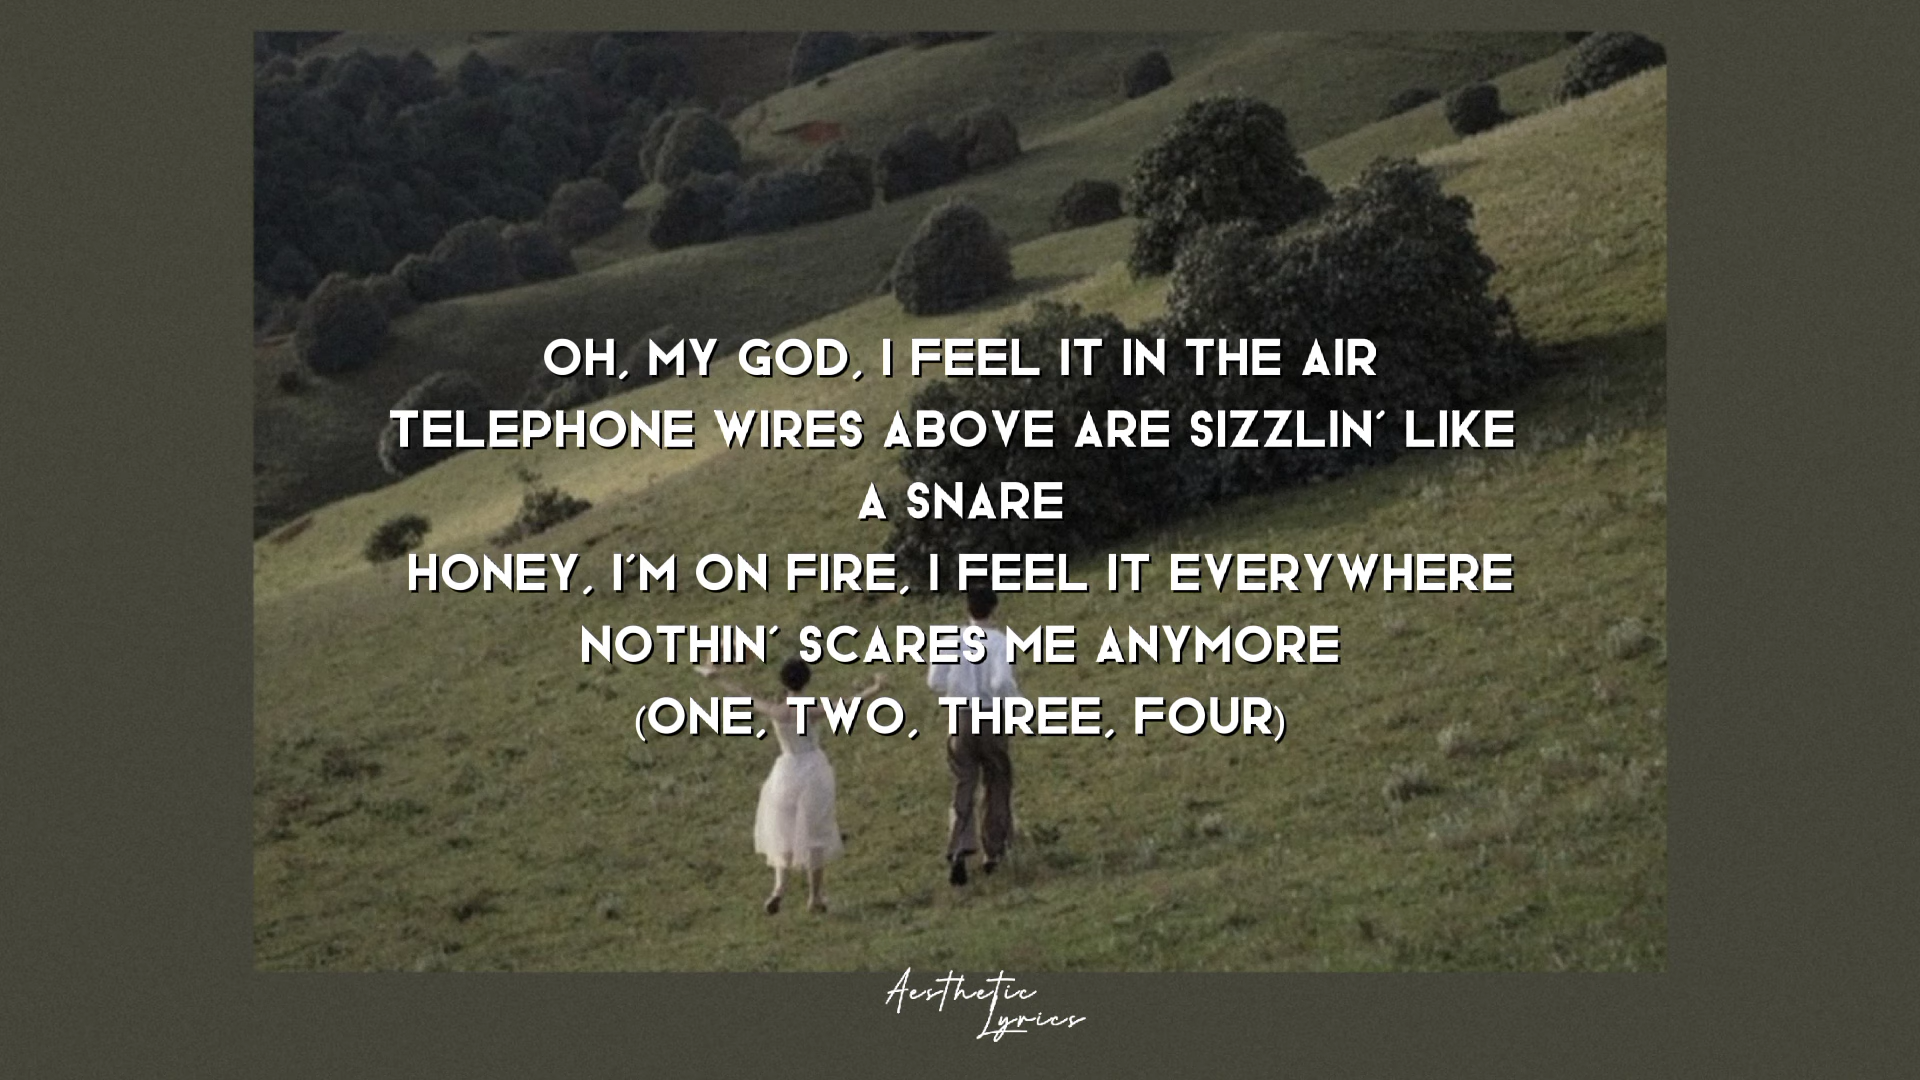 OH, MY GOD, I FEEL IT IN THE AIR
TELEPHONE WIRES ABOVE ARE SIZZLIN' LIKE
A SNARE
HONEY, I'M ON FIRE, I FEEL IT EVERYWHERE
NOTHIN' SCARES ME ANYMORE
(ONE, TWO, THREE, FOUR)
Aesthetic
Lyrics